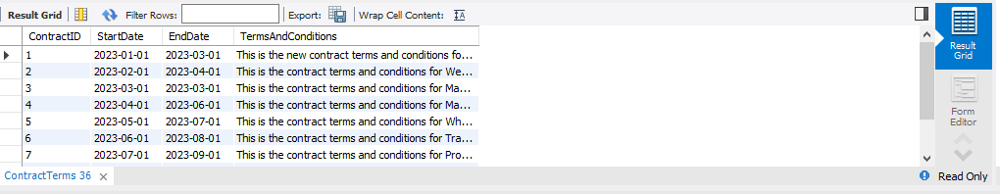 Result Grid Filter Rows: Export: Wrap Cell Content:
ContractID StartDate EndDate TermsAndConditions
1 2023-01-01 2023-03-01 This is the new contract terms and conditions fo...
2 2023-02-01 2023-04-01 This is the contract terms and conditions for We...
3 2023-03-01 2023-03-01 This is the contract terms and conditions for Ma...
4 2023-04-01 2023-06-01 This is the contract terms and conditions for Ma...
5 2023-05-01 2023-07-01 This is the contract terms and conditions for Wh...
6 2023-06-01 2023-08-01 This is the contract terms and conditions for Tra...
7 2023-07-01 2023-09-01 This is the contract terms and conditions for Pro...
Result
Grid
Form
Editor
ContractTerms 36
Read Only